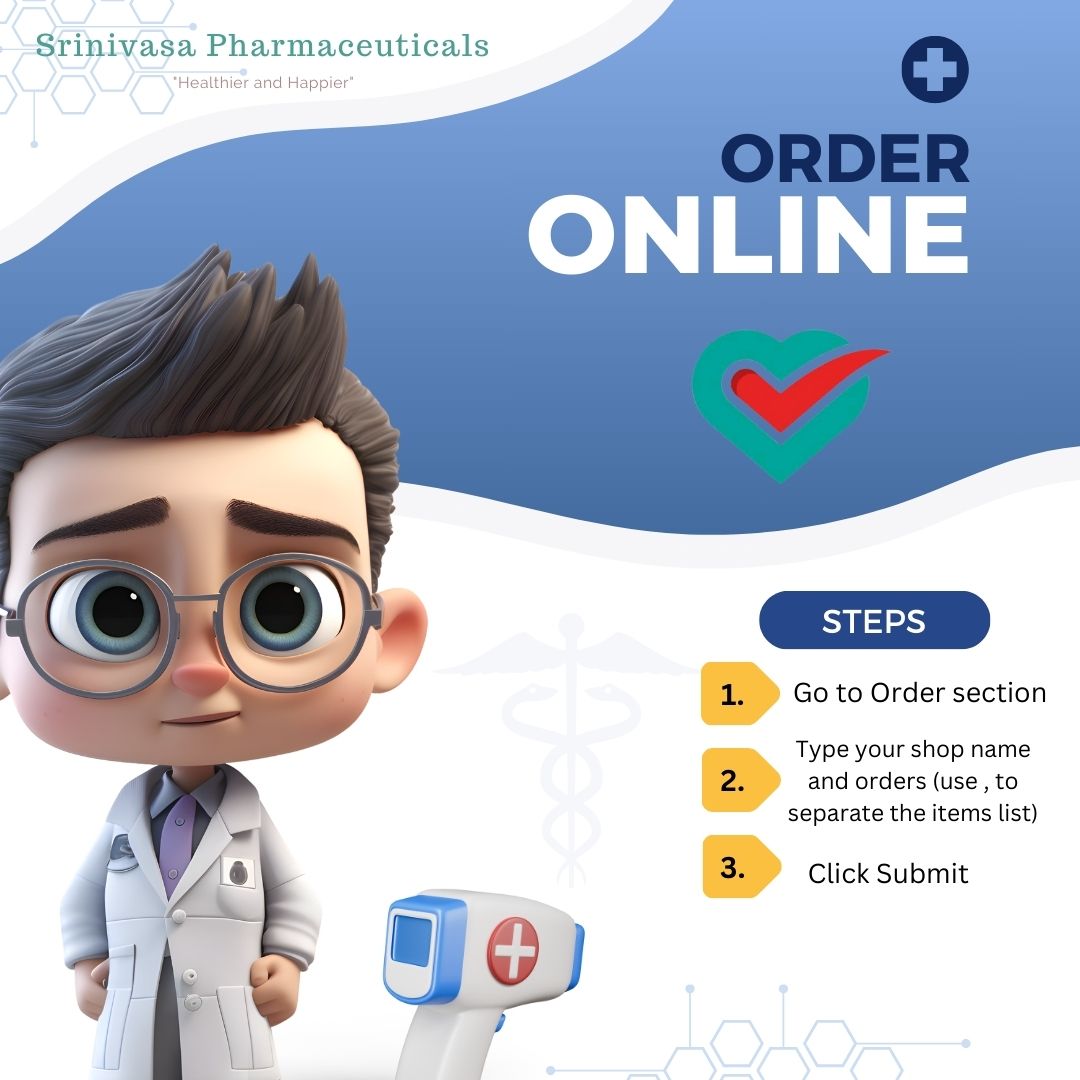 Srinivasa Pharmaceuticals
"Healthier and Happier"
ORDER
ONLINE
STEPS
1. Go to Order section
2. Type your shop name
and orders (use , to
separate the items list)
3. Click Submit